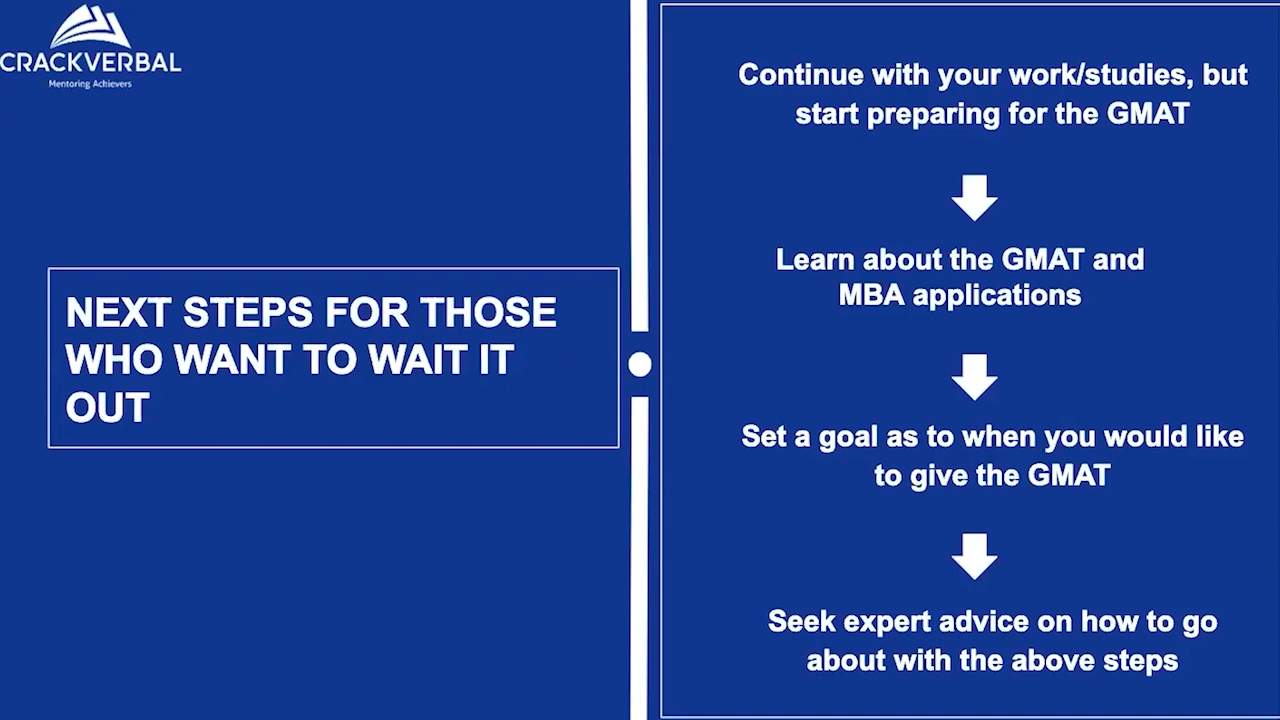 CRACKVERBAL
Mentoring Achievers
NEXT STEPS FOR THOSE
WHO WANT TO WAIT IT
OUT
Continue with your work/studies, but
start preparing for the GMAT
Learn about the GMAT and
MBA applications
Set a goal as to when you would like
to give the GMAT
Seek expert advice on how to go
about with the above steps